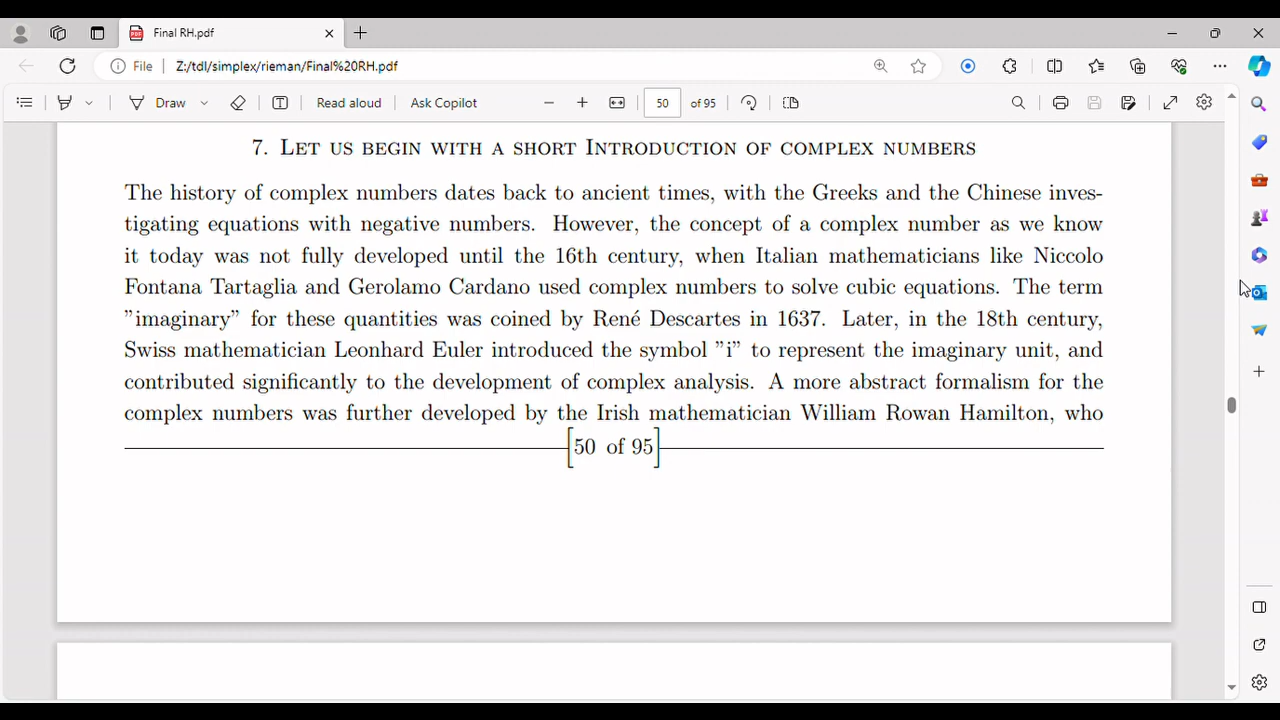 Final RH.pdf
File Z:/tdl/simplex/rieman/Final%20RH.pdf
Draw Read aloud Ask Copilot 50 of 95
7. Let us begin with a short Introduction of complex numbers
The history of complex numbers dates back to ancient times, with the Greeks and the Chinese inves-
tigating equations with negative numbers. However, the concept of a complex number as we know
it today was not fully developed until the 16th century, when Italian mathematicians like Niccolo
Fontana Tartaglia and Gerolamo Cardano used complex numbers to solve cubic equations. The term
”imaginary” for these quantities was coined by René Descartes in 1637. Later, in the 18th century,
Swiss mathematician Leonhard Euler introduced the symbol ”i” to represent the imaginary unit, and
contributed significantly to the development of complex analysis. A more abstract formalism for the
complex numbers was further developed by the Irish mathematician William Rowan Hamilton, who
[50 of 95]